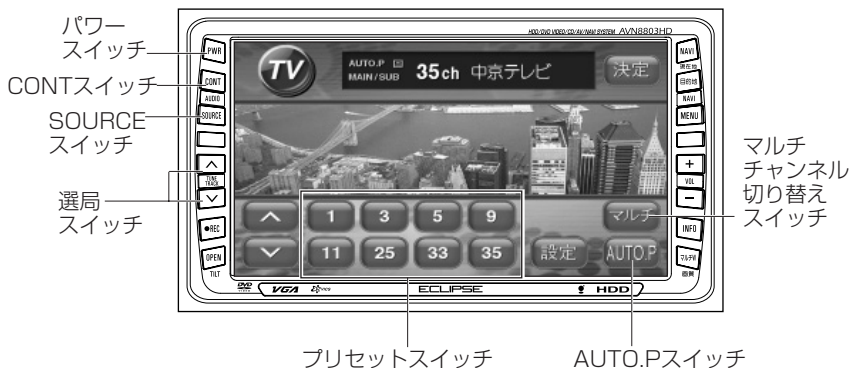 パワー
スイッチ
CONTスイッチ
SOURCE
スイッチ
選局
スイッチ
HDD/DVD VIDEO/CD/AV/NAVI SYSTEM AVN8803HD
PWR
CONT
AUDIO
SOURCE
TUNE
TRACK
●REC
OPEN
TILT
TV
AUTO.P
MAIN/SUB
35ch 中京テレビ
決定
1 3 5 9
マルチ
11 25 33 35
設定
AUTO.P
NAVI
現在地
目的地
NAVI
MENU
+
VOL
−
INFO
画質
マルチ
チャンネル
切り替え
スイッチ
DVD
VGA
ECLIPSE
HDD
プリセットスイッチ
AUTO.Pスイッチ